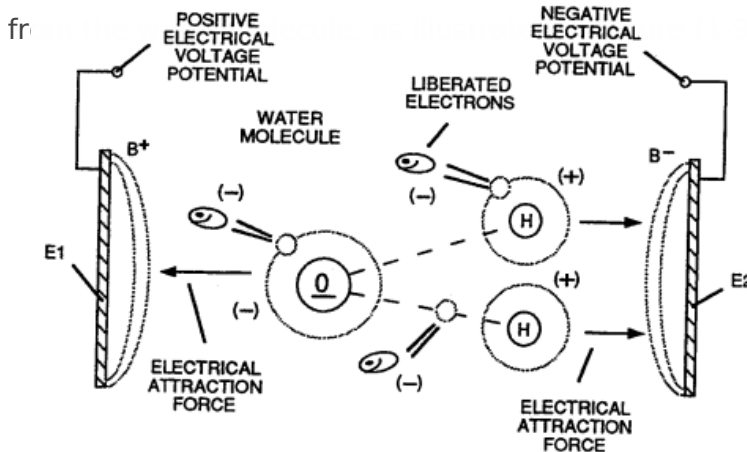 POSITIVE
ELECTRICAL
VOLTAGE
POTENTIAL
NEGATIVE
ELECTRICAL
VOLTAGE
POTENTIAL
LIBERATED
ELECTRONS
WATER
MOLECULE
B+
B−
(−)
(−)
(+)
H
E1
O
(−)
(+)
E2
H
(−)
ELECTRICAL
ATTRACTION
FORCE
ELECTRICAL
ATTRACTION
FORCE